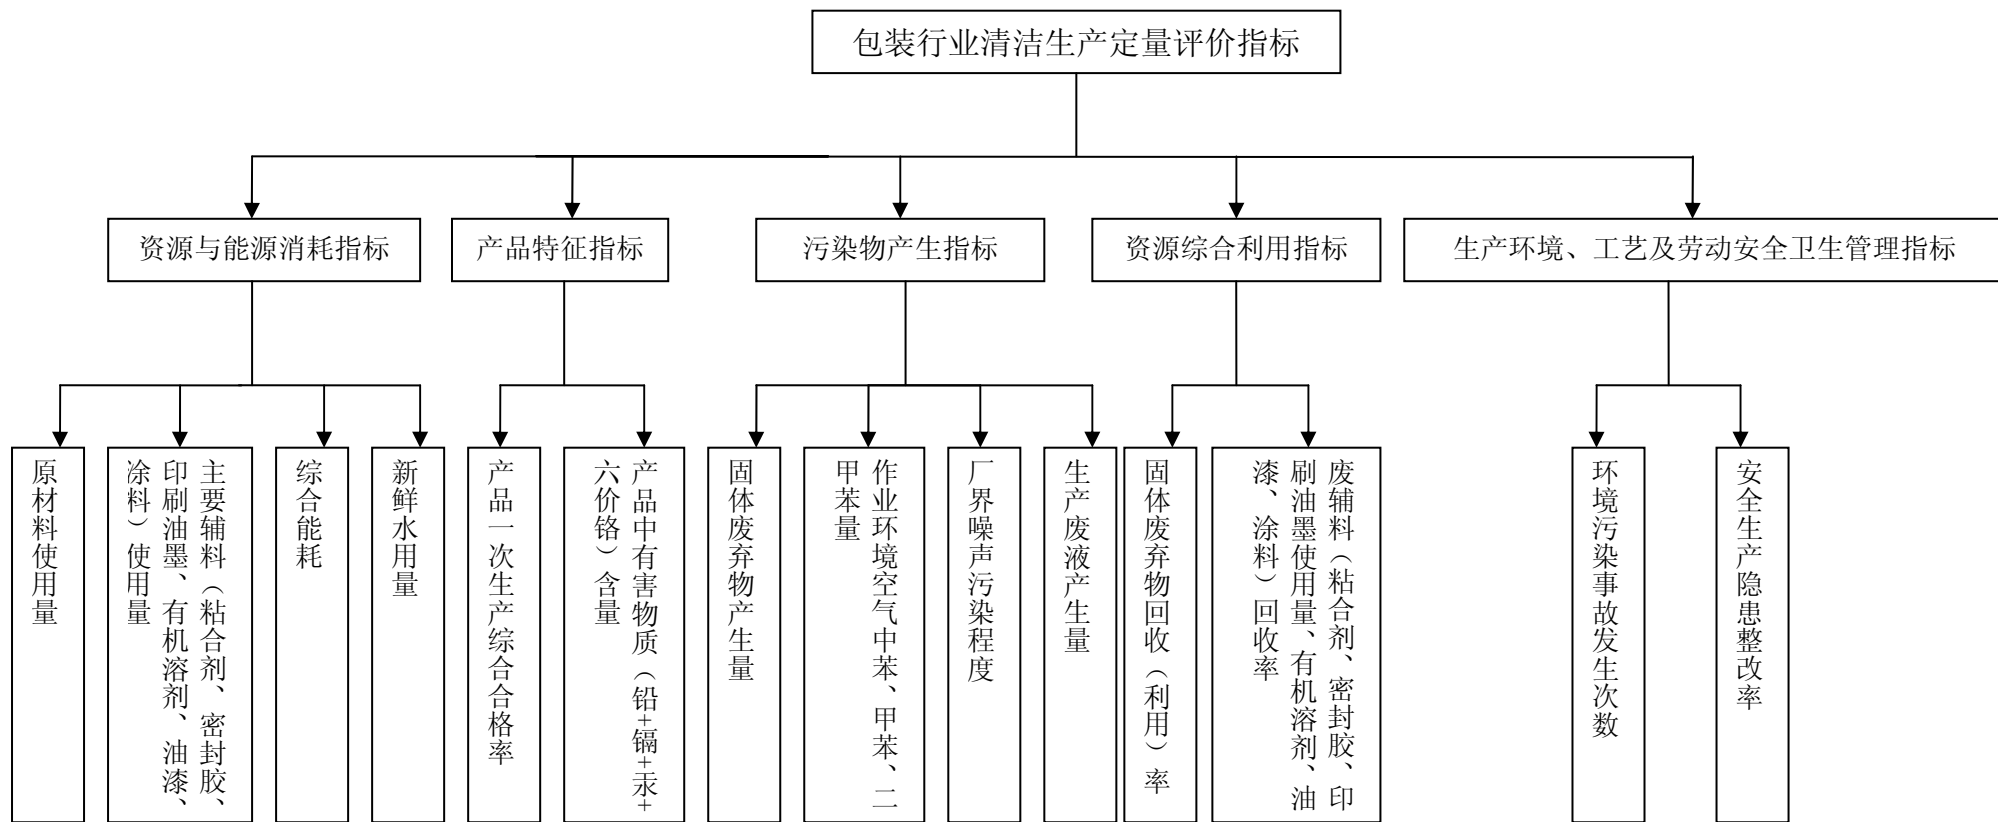 包装行业清洁生产定量评价指标
资源与能源消耗指标
产品特征指标
污染物产生指标
资源综合利用指标
生产环境、工艺及劳动安全卫生管理指标
原材料使用量
主要辅料（粘合剂、密封胶、
印刷油墨、有机溶剂、油漆、
涂料）使用量
综合能耗
新鲜水用量
产品一次生产综合合格率
产品中有害物质（铅+镉+汞+
六价铬）含量
固体废弃物产生量
作业环境空气中苯、甲苯、二
甲苯量
厂界噪声污染程度
生产废液产生量
固体废弃物回收（利用）率
废辅料（粘合剂、密封胶、印
刷油墨使用量、有机溶剂、油
漆、涂料）回收率
环境污染事故发生次数
安全生产隐患整改率